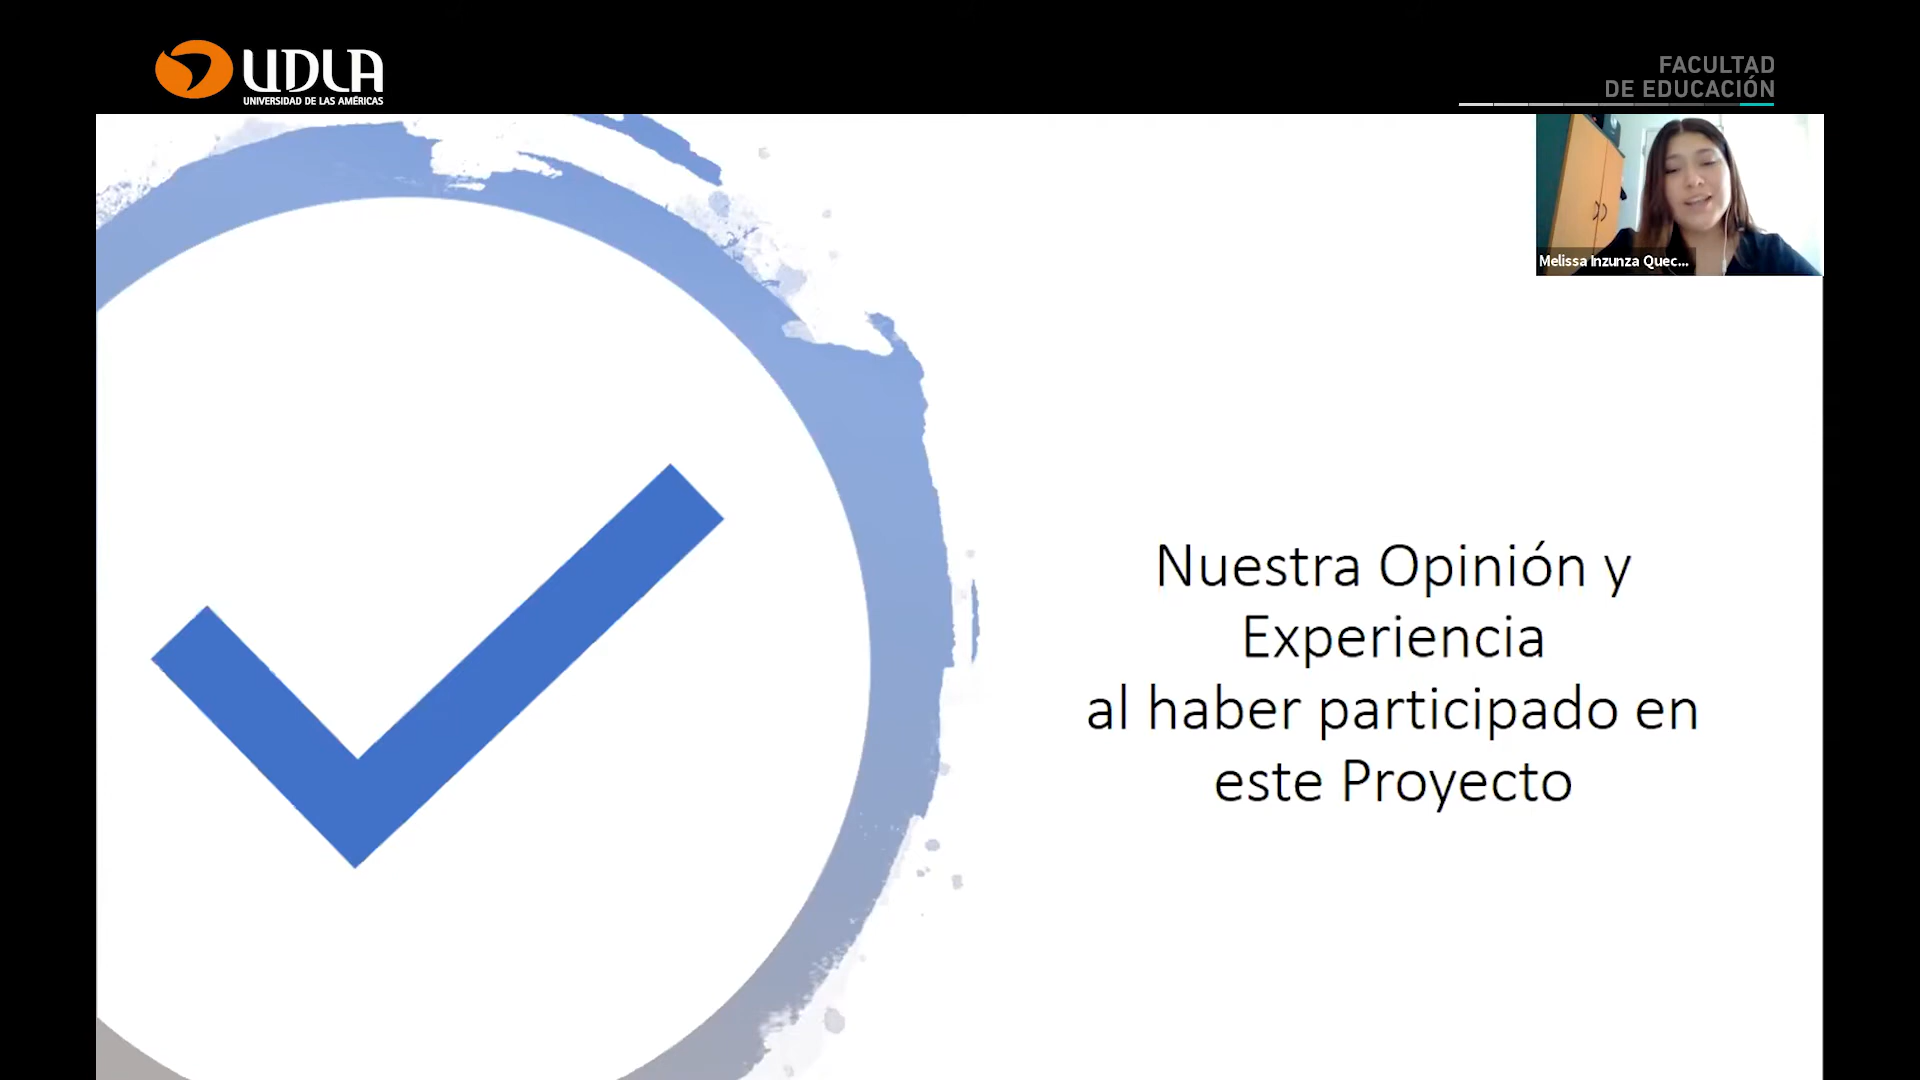 UDLA
UNIVERSIDAD DE LAS AMÉRICAS
FACULTAD
DE EDUCACIÓN
Melissa Inzunza Quec...
Nuestra Opinión y
Experiencia
al haber participado en
este Proyecto